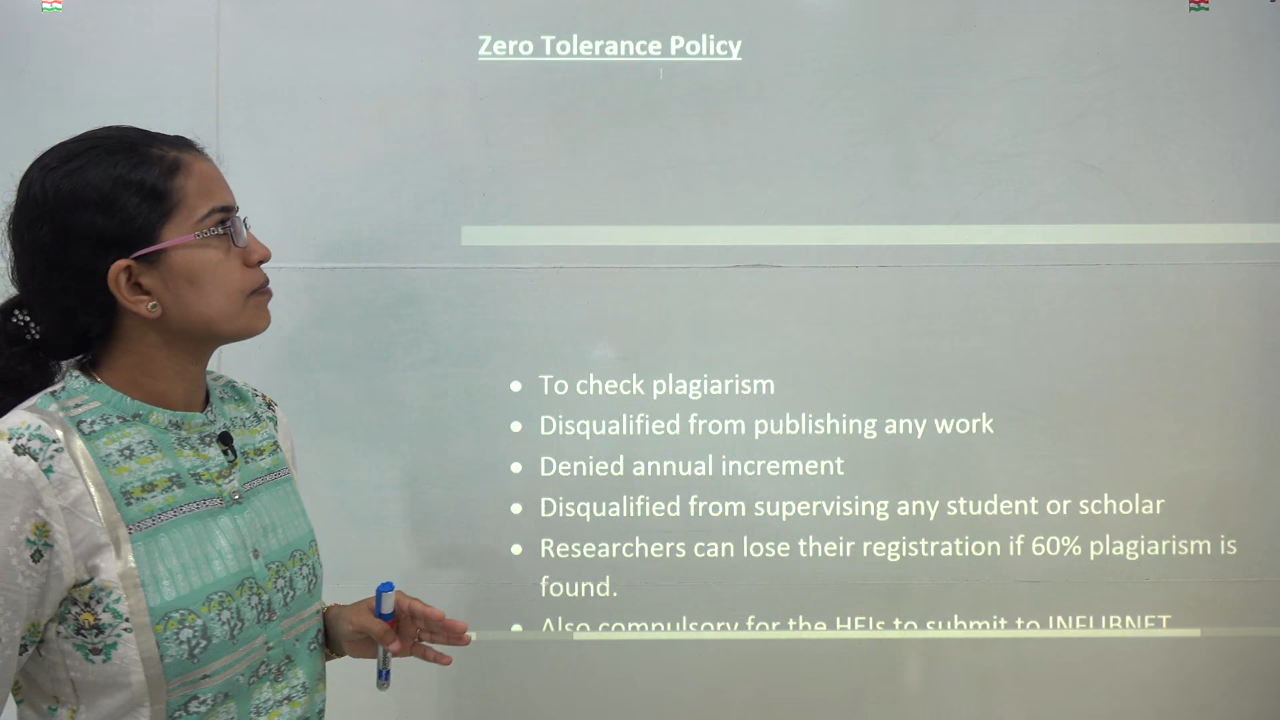 Zero Tolerance Policy
• To check plagiarism
• Disqualified from publishing any work
• Denied annual increment
• Disqualified from supervising any student or scholar
• Researchers can lose their registration if 60% plagiarism is
found.
• Also compulsory for the HEIs to submit to INFLIBNET